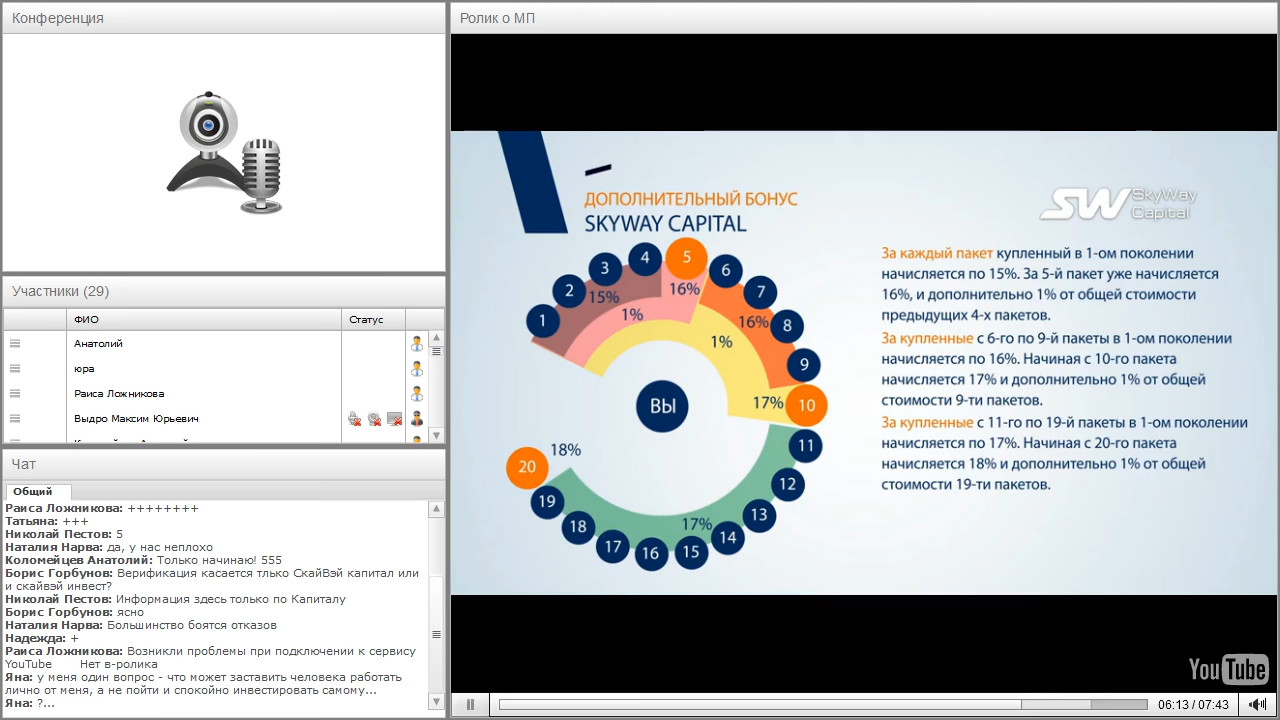 Конференция
Участники (29)
ФИО
Статус
Анатолий
юра
Раиса Ложникова
Выдро Максим Юрьевич
Чат
Общий
Раиса Ложникова: ++++++++
Татьяна: +++
Николай Пестов: 5
Наталия Нарва: да, у нас неплохо
Коломейцев Анатолий: Только начинаю! 555
Борис Горбунов: Верификация касается тлько СкайВэй капитал или
и скайвэй инвест?
Николай Пестов: Информация здесь только по Капиталу
Борис Горбунов: ясно
Наталия Нарва: Большинство боятся отказов
Надежда: +
Раиса Ложникова: Возникли проблемы при подключении к сервису
YouTube Нет в-ролика
Яна: у меня один вопрос - что может заставить человека работать
лично от меня, а не пойти и спокойно инвестировать самому...
Яна: ?...
Ролик о МП
ДОПОЛНИТЕЛЬНЫЙ БОНУС
SKYWAY CAPITAL
SW SkyWay
Capital
1
2
3
4
5
6
7
8
9
10
11
12
13
14
15
16
17
18
19
20
15%
1%
16%
16%
1%
17%
17%
18%
ВЫ
За каждый пакет купленный в 1-ом поколении
начисляется по 15%. За 5-й пакет уже начисляется
16%, и дополнительно 1% от общей стоимости
предыдущих 4-х пакетов.
За купленные с 6-го по 9-й пакеты в 1-ом поколении
начисляется по 16%. Начиная с 10-го пакета
начисляется 17% и дополнительно 1% от общей
стоимости 9-ти пакетов.
За купленные с 11-го по 19-й пакеты в 1-ом поколении
начисляется по 17%. Начиная с 20-го пакета
начисляется 18% и дополнительно 1% от общей
стоимости 19-ти пакетов.
YouTube
06:13 / 07:43